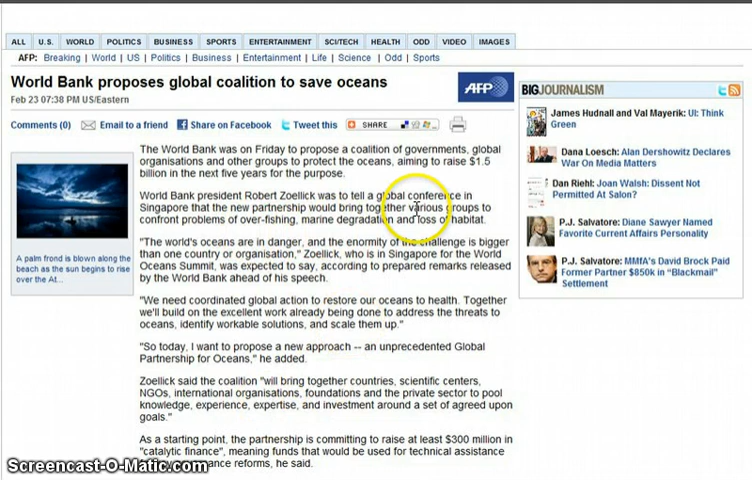 ALL U.S. WORLD POLITICS BUSINESS SPORTS ENTERTAINMENT SCI/TECH HEALTH ODD VIDEO IMAGES
AFP: Breaking | World | US | Politics | Business | Entertainment | Life | Science | Odd | Sports
World Bank proposes global coalition to save oceans
Feb 23 07:38 PM US/Eastern
AFP
Comments (0) Email to a friend Share on Facebook Tweet this SHARE
A palm frond is blown along the
beach as the sun begins to rise
over the At...
The World Bank was on Friday to propose a coalition of governments, global
organisations and other groups to protect the oceans, aiming to raise $1.5
billion in the next five years for the purpose.
World Bank president Robert Zoellick was to tell a global conference in
Singapore that the new partnership would bring together various groups to
confront problems of over-fishing, marine degradation and loss of habitat.
"The world's oceans are in danger, and the enormity of the challenge is bigger
than one country or organisation," Zoellick, who is in Singapore for the World
Oceans Summit, was expected to say, according to prepared remarks released
by the World Bank ahead of his speech.
"We need coordinated global action to restore our oceans to health. Together
we'll build on the excellent work already being done to address the threats to
oceans, identify workable solutions, and scale them up."
"So today, I want to propose a new approach -- an unprecedented Global
Partnership for Oceans," he added.
Zoellick said the coalition "will bring together countries, scientific centers,
NGOs, international organisations, foundations and the private sector to pool
knowledge, experience, expertise, and investment around a set of agreed upon
goals."
As a starting point, the partnership is committing to raise at least $300 million in
"catalytic finance", meaning funds that would be used for technical assistance
reforms, he said.
BIGJOURNALISM
James Hudnall and Val Mayerik: UI: Think
Green
Dana Loesch: Alan Dershowitz Declares
War On Media Matters
Dan Riehl: Joan Walsh: Dissent Not
Permitted At Salon?
P.J. Salvatore: Diane Sawyer Named
Favorite Current Affairs Personality
P.J. Salvatore: MMFA's David Brock Paid
Former Partner $850k in "Blackmail"
Settlement
Screencast-O-Matic.com